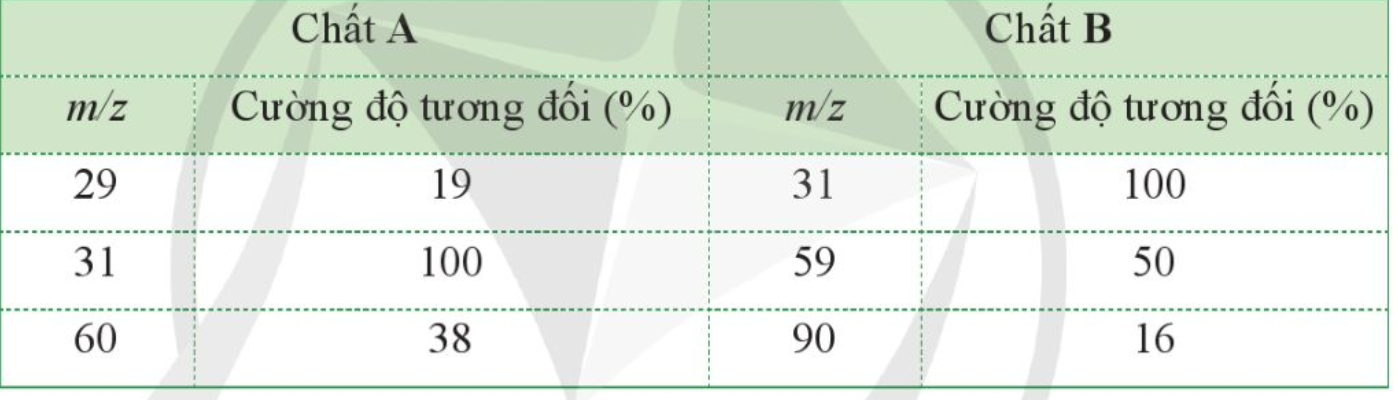 Chất A Chất B
m/z Cường độ tương đối (%) m/z Cường độ tương đối (%)
29 19 31 100
31 100 59 50
60 38 90 16